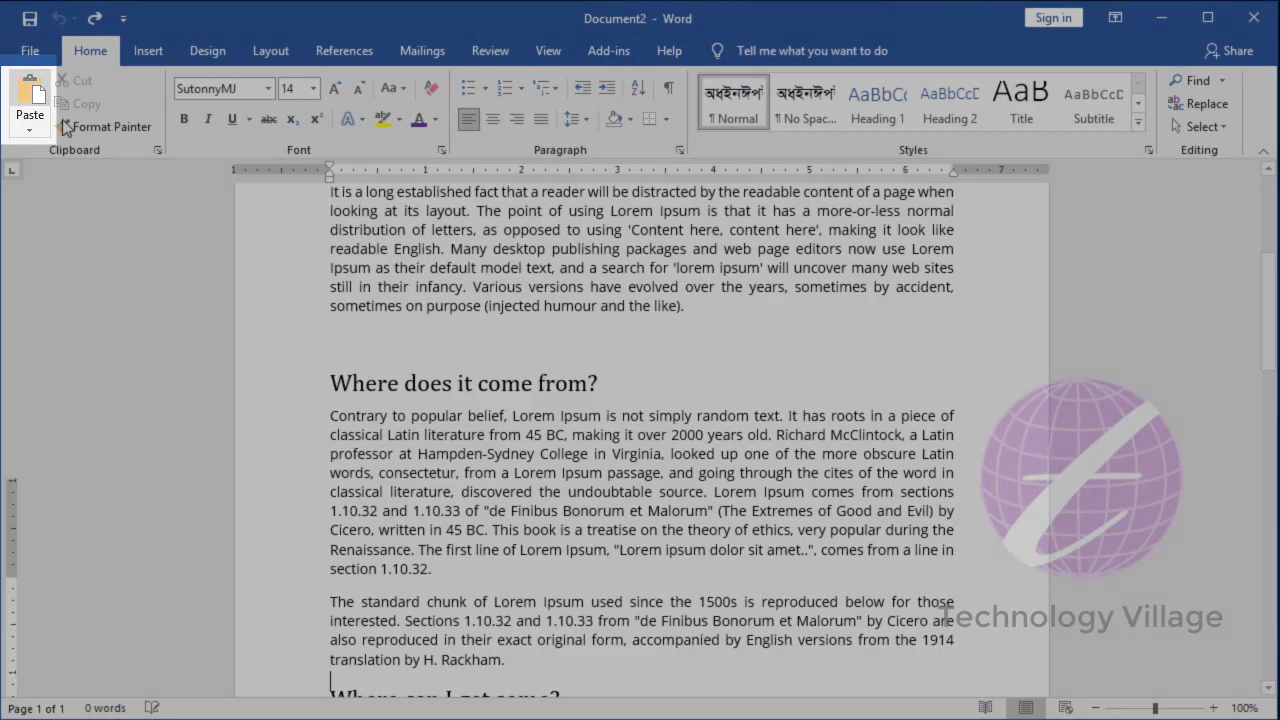 Document2 - Word
Sign in
File Home Insert Design Layout References Mailings Review View Add-ins Help Tell me what you want to do Share
Paste
Cut
Copy
Format Painter
Clipboard
SutonnyMJ 14
Aa
B I U abc X₂ X² A ab A
Font
Paragraph
অধইনঈপ অধইনঈপ AaBbCc AaBbCcD AaB AaBbCcD
¶ Normal ¶ No Spac... Heading 1 Heading 2 Title Subtitle
Styles
Find
Replace
Select
Editing
1 1 2 3 4 5 6 7
It is a long established fact that a reader will be distracted by the readable content of a page when
looking at its layout. The point of using Lorem Ipsum is that it has a more-or-less normal
distribution of letters, as opposed to using 'Content here, content here', making it look like
readable English. Many desktop publishing packages and web page editors now use Lorem
Ipsum as their default model text, and a search for 'lorem ipsum' will uncover many web sites
still in their infancy. Various versions have evolved over the years, sometimes by accident,
sometimes on purpose (injected humour and the like).
Where does it come from?
Contrary to popular belief, Lorem Ipsum is not simply random text. It has roots in a piece of
classical Latin literature from 45 BC, making it over 2000 years old. Richard McClintock, a Latin
professor at Hampden-Sydney College in Virginia, looked up one of the more obscure Latin
words, consectetur, from a Lorem Ipsum passage, and going through the cites of the word in
classical literature, discovered the undoubtable source. Lorem Ipsum comes from sections
1.10.32 and 1.10.33 of "de Finibus Bonorum et Malorum" (The Extremes of Good and Evil) by
Cicero, written in 45 BC. This book is a treatise on the theory of ethics, very popular during the
Renaissance. The first line of Lorem Ipsum, "Lorem ipsum dolor sit amet..", comes from a line in
section 1.10.32.
The standard chunk of Lorem Ipsum used since the 1500s is reproduced below for those
interested. Sections 1.10.32 and 1.10.33 from "de Finibus Bonorum et Malorum" by Cicero are
also reproduced in their exact original form, accompanied by English versions from the 1914
translation by H. Rackham.
Where can I get some?
Technology Village
Page 1 of 1 0 words 100%